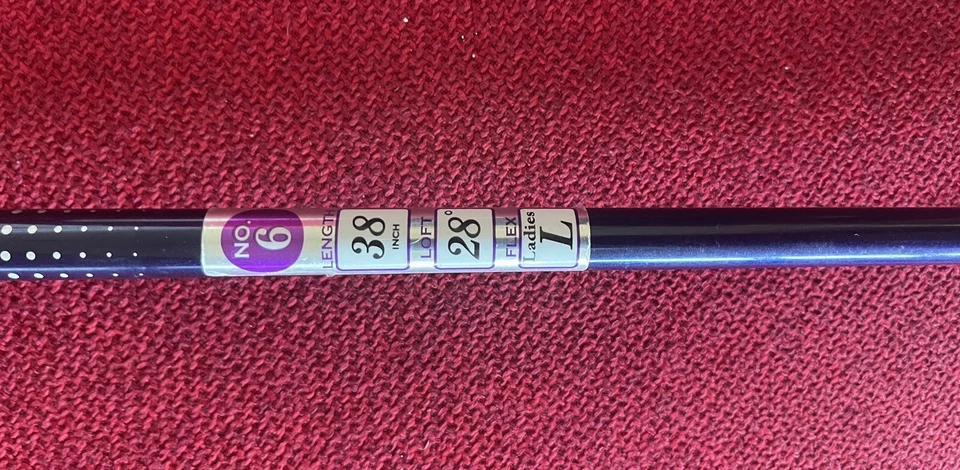 NO.
6
LENGTH
38
INCH
LOFT
28°
FLEX
Ladies
L